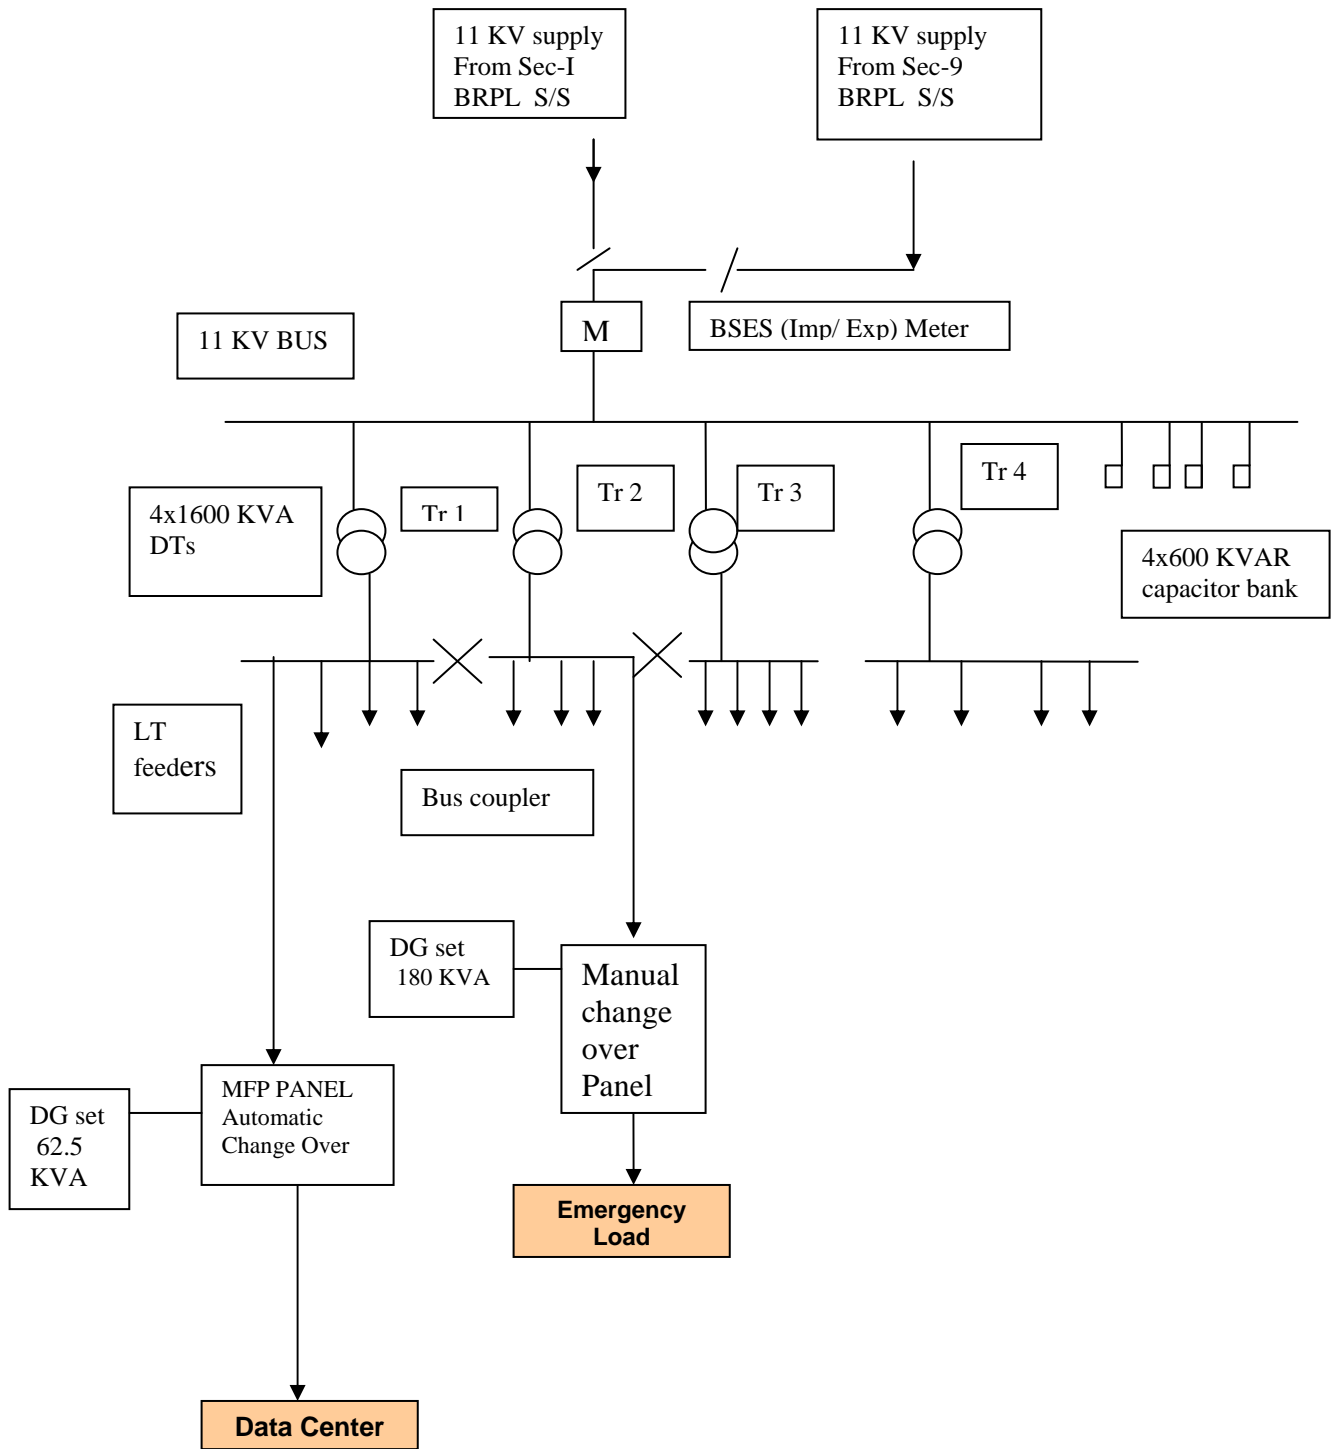 11 KV supply
From Sec-I
BRPL S/S
11 KV supply
From Sec-9
BRPL S/S
M
BSES (Imp/ Exp) Meter
11 KV BUS
4x1600 KVA
DTs
Tr 1
Tr 2
Tr 3
Tr 4
4x600 KVAR
capacitor bank
LT
feeders
Bus coupler
DG set
180 KVA
Manual
change
over
Panel
MFP PANEL
Automatic
Change Over
DG set
62.5
KVA
Emergency
Load
Data Center